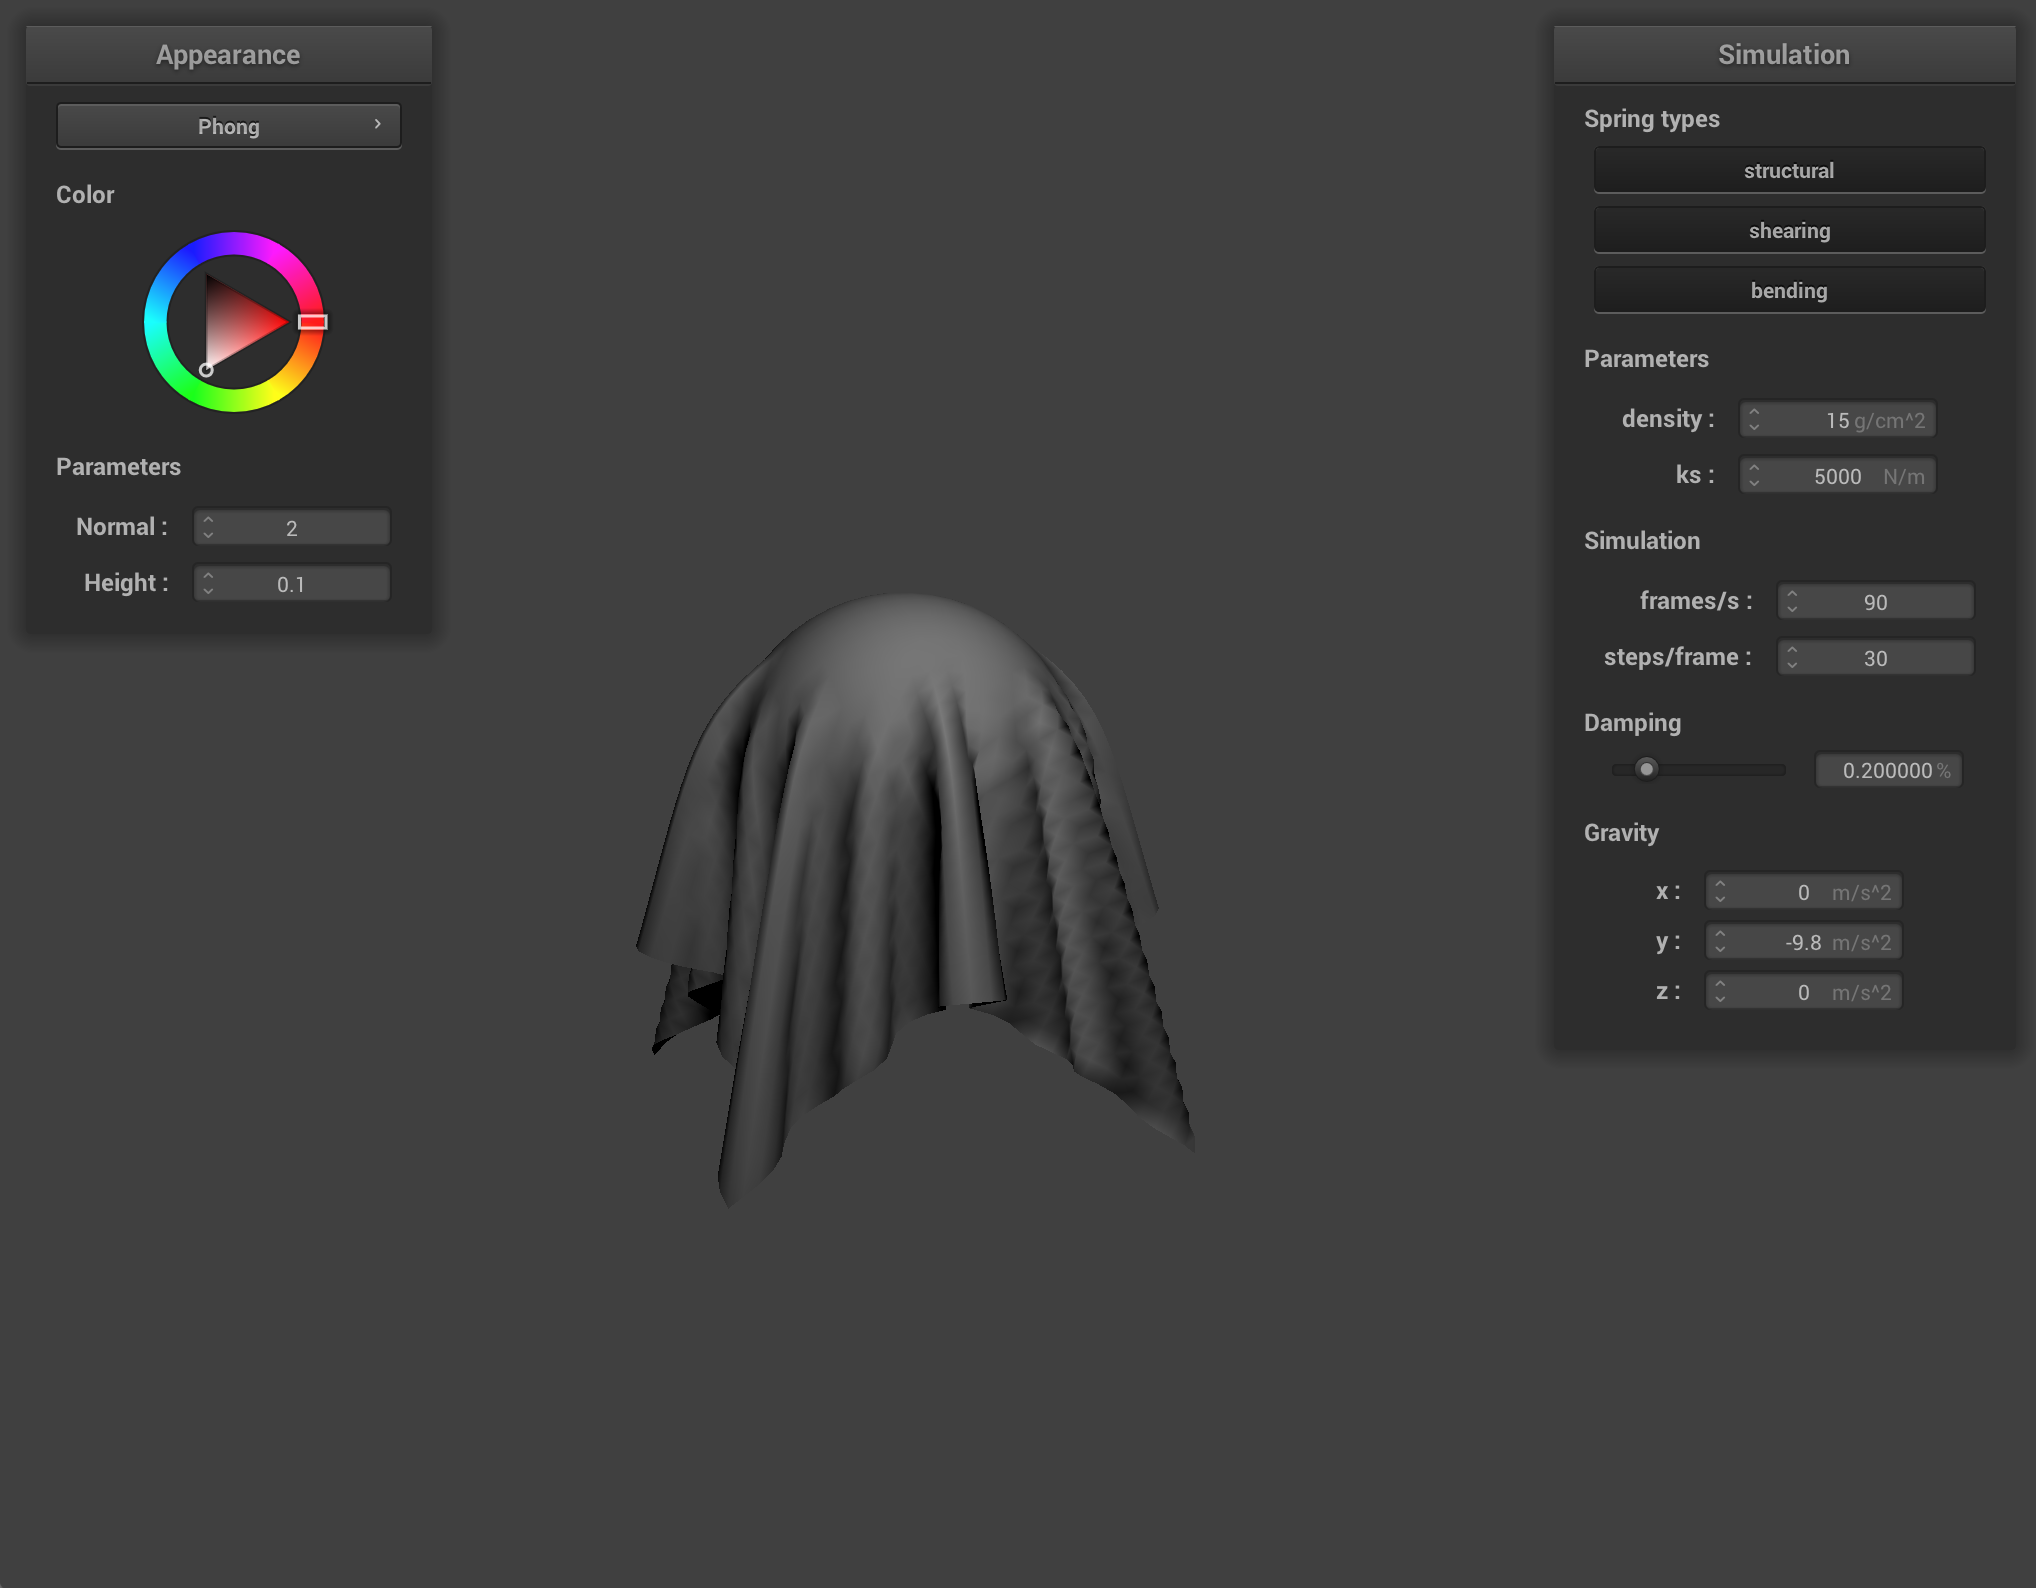 Appearance
Phong
Color
Parameters
Normal : 2
Height : 0.1
Simulation
Spring types
structural
shearing
bending
Parameters
density : 15 g/cm^2
ks : 5000 N/m
Simulation
frames/s : 90
steps/frame : 30
Damping
0.200000 %
Gravity
x : 0 m/s^2
y : -9.8 m/s^2
z : 0 m/s^2